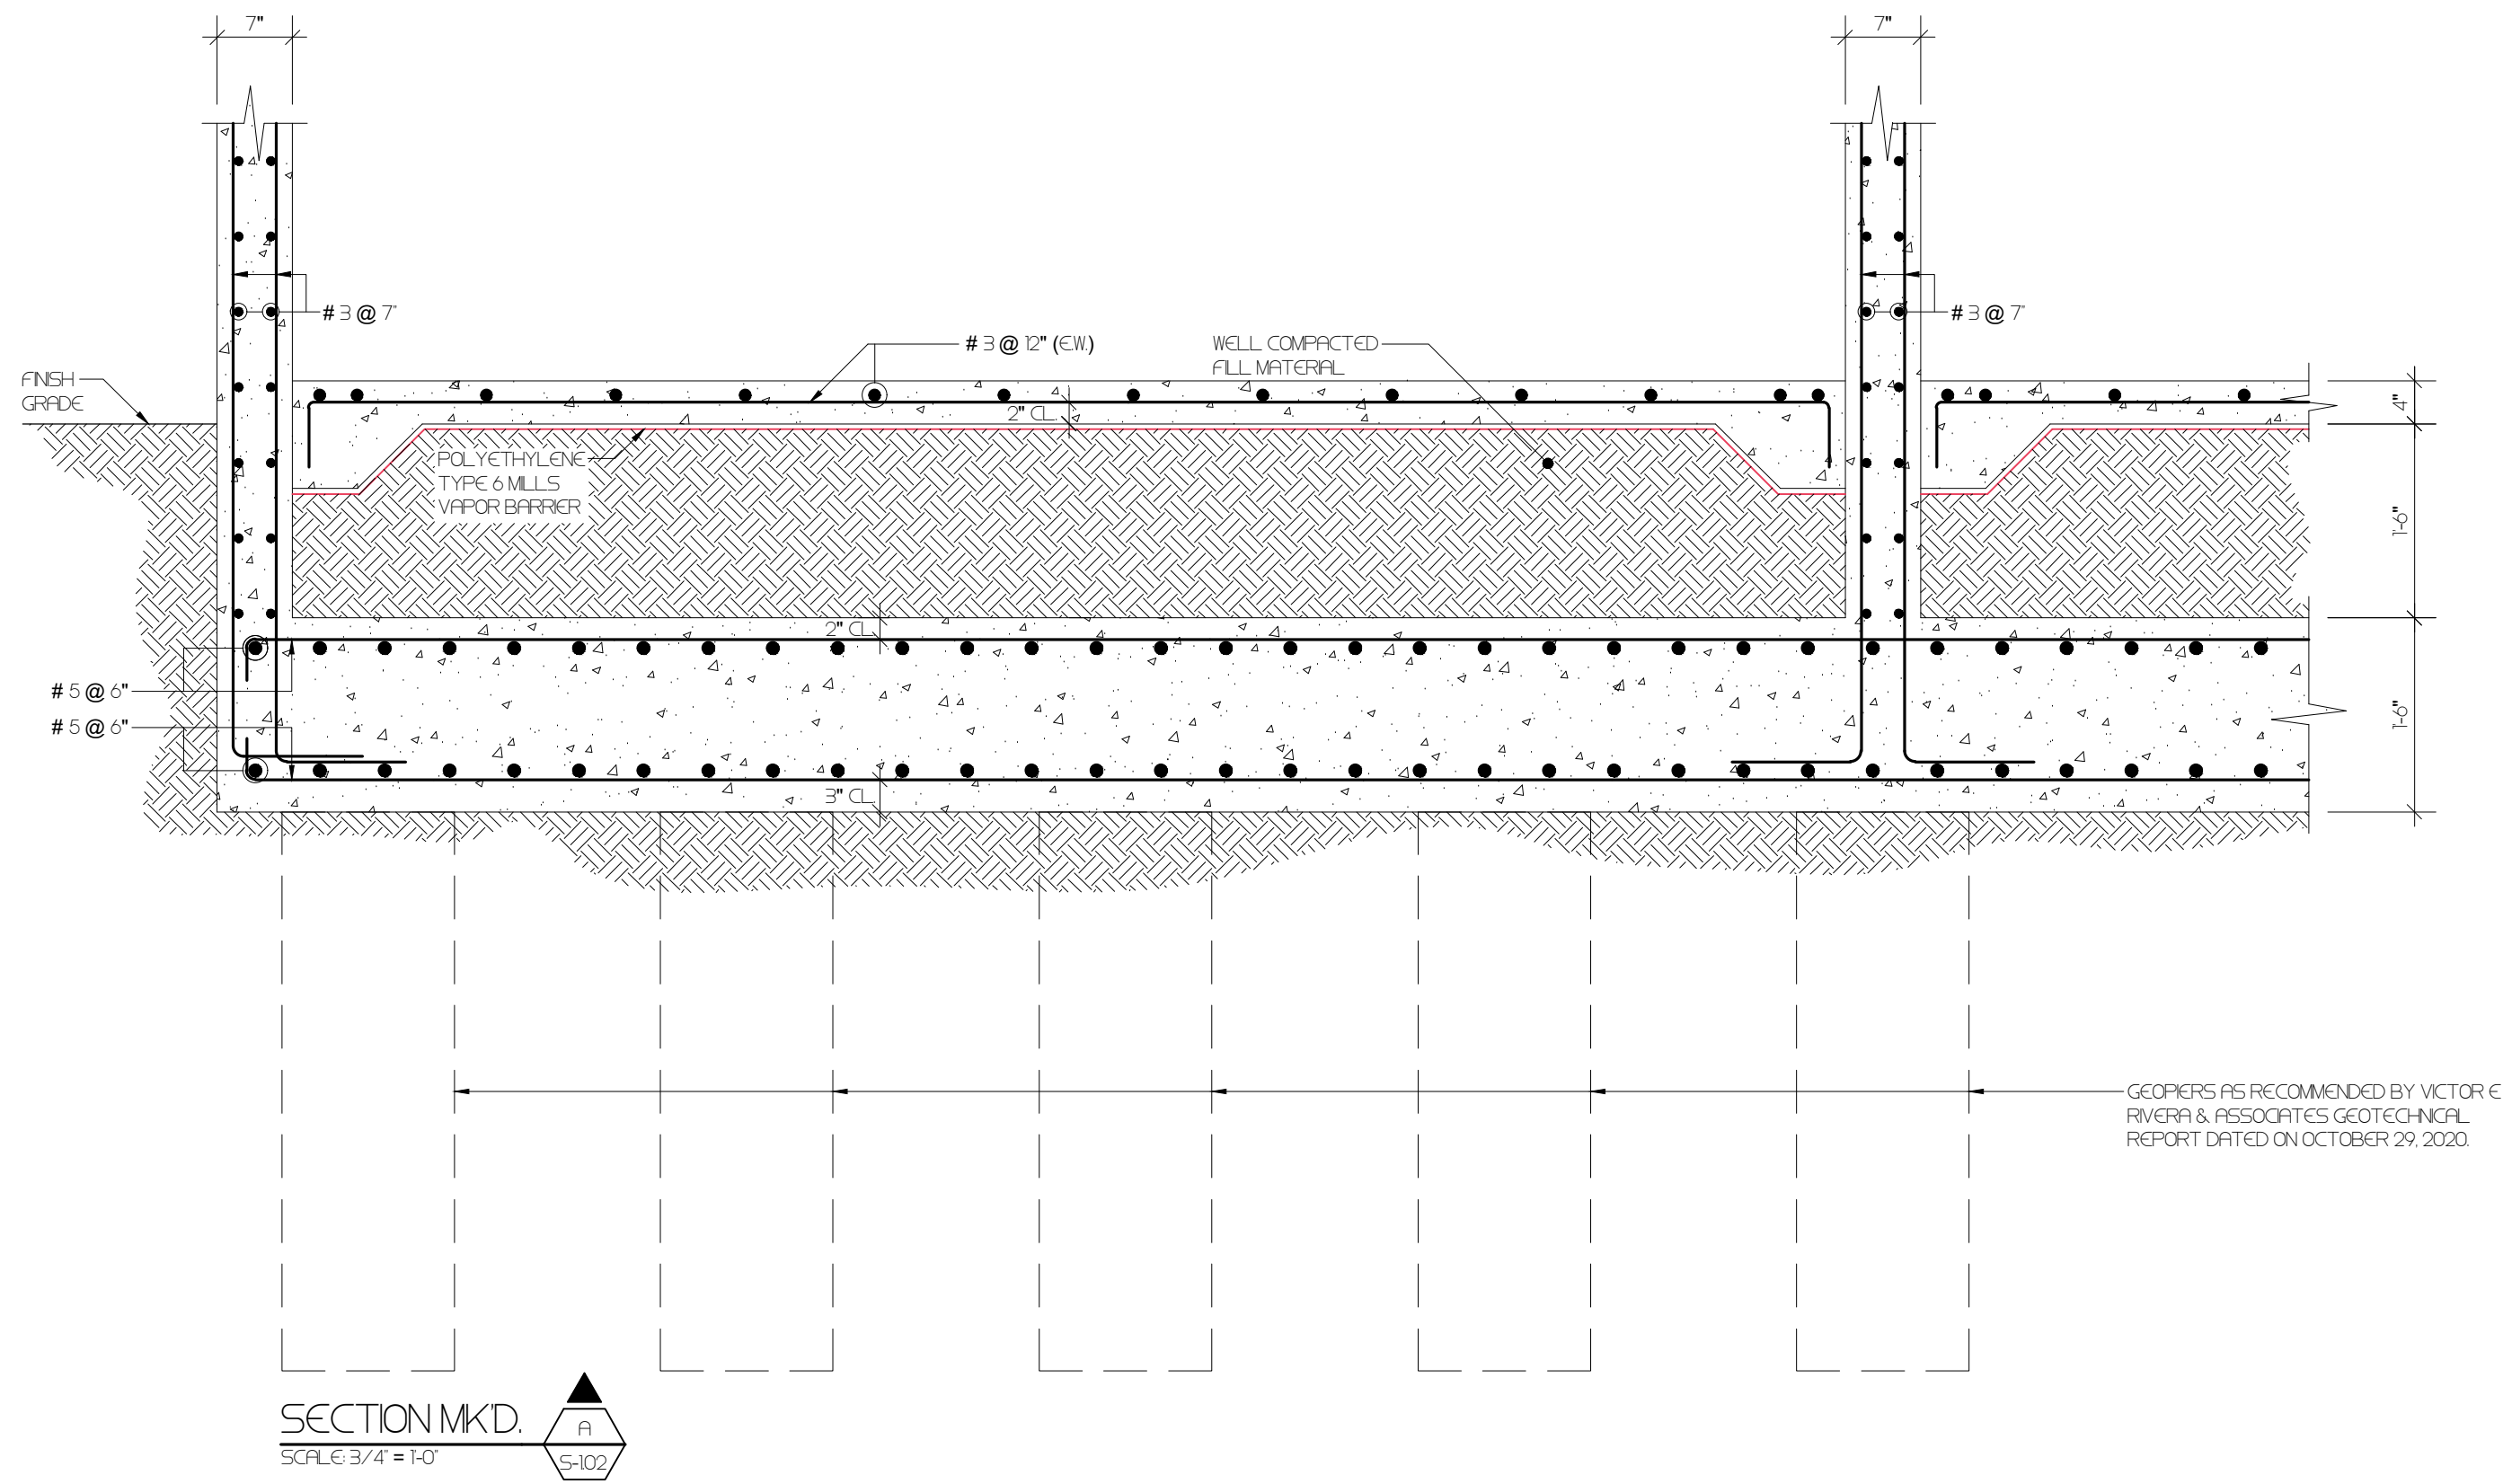 7"
7"
# 3 @ 7"
# 3 @ 7"
# 3 @ 12" (E.W.)
WELL COMPACTED
FILL MATERIAL
FINISH
GRADE
2" CL.
4"
POLYETHYLENE
TYPE 6 MILLS
VAPOR BARRIER
1'-6"
2" CL.
# 5 @ 6"
# 5 @ 6"
1'-6"
3" CL.
GEOPIERS AS RECOMMENDED BY VICTOR E
RIVERA & ASSOCIATES GEOTECHNICAL
REPORT DATED ON OCTOBER 29, 2020.
SECTION MK'D.
A
SCALE: 3/4" = 1'-0"
S-1.02